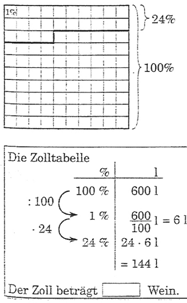 1%
24%
100%
Die Zolltabelle
% l
100 % 600 l
: 100
1 % 600/100 l = 6 l
· 24
24 % 24 · 6 l
= 144 l
Der Zoll beträgt Wein.